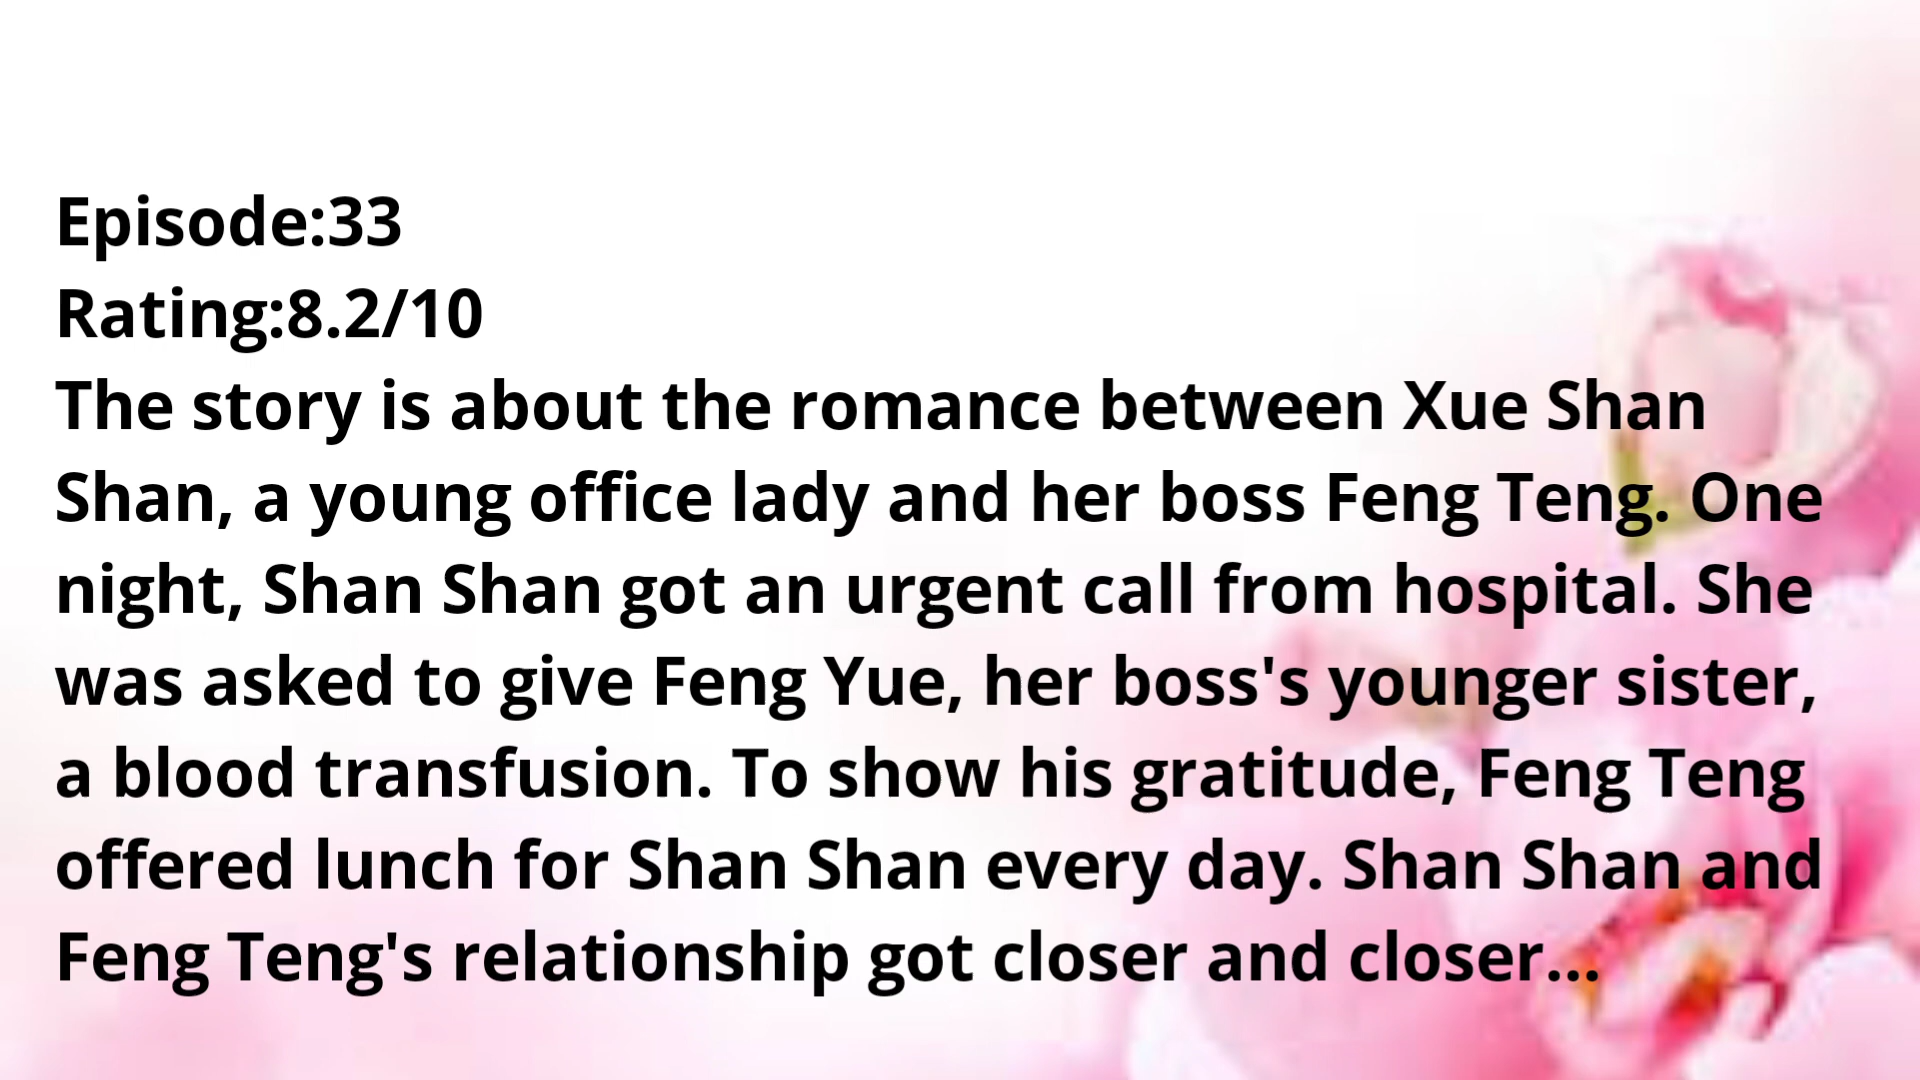 Episode:33
Rating:8.2/10
The story is about the romance between Xue Shan
Shan, a young office lady and her boss Feng Teng. One
night, Shan Shan got an urgent call from hospital. She
was asked to give Feng Yue, her boss's younger sister,
a blood transfusion. To show his gratitude, Feng Teng
offered lunch for Shan Shan every day. Shan Shan and
Feng Teng's relationship got closer and closer...